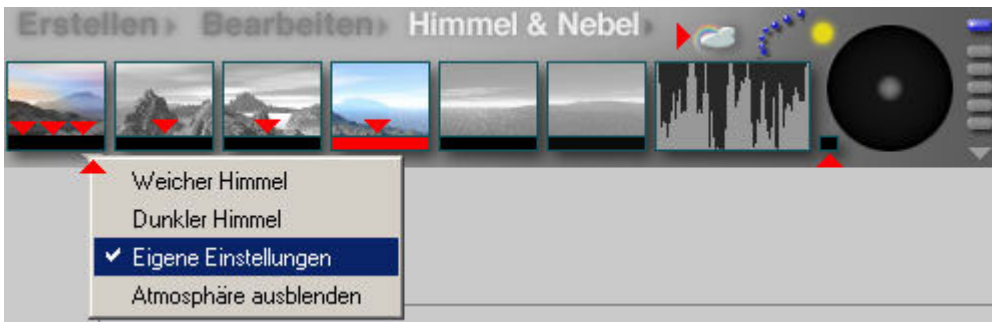 Erstellen Bearbeiten Himmel & Nebel
Weicher Himmel
Dunkler Himmel
Eigene Einstellungen
Atmosphäre ausblenden